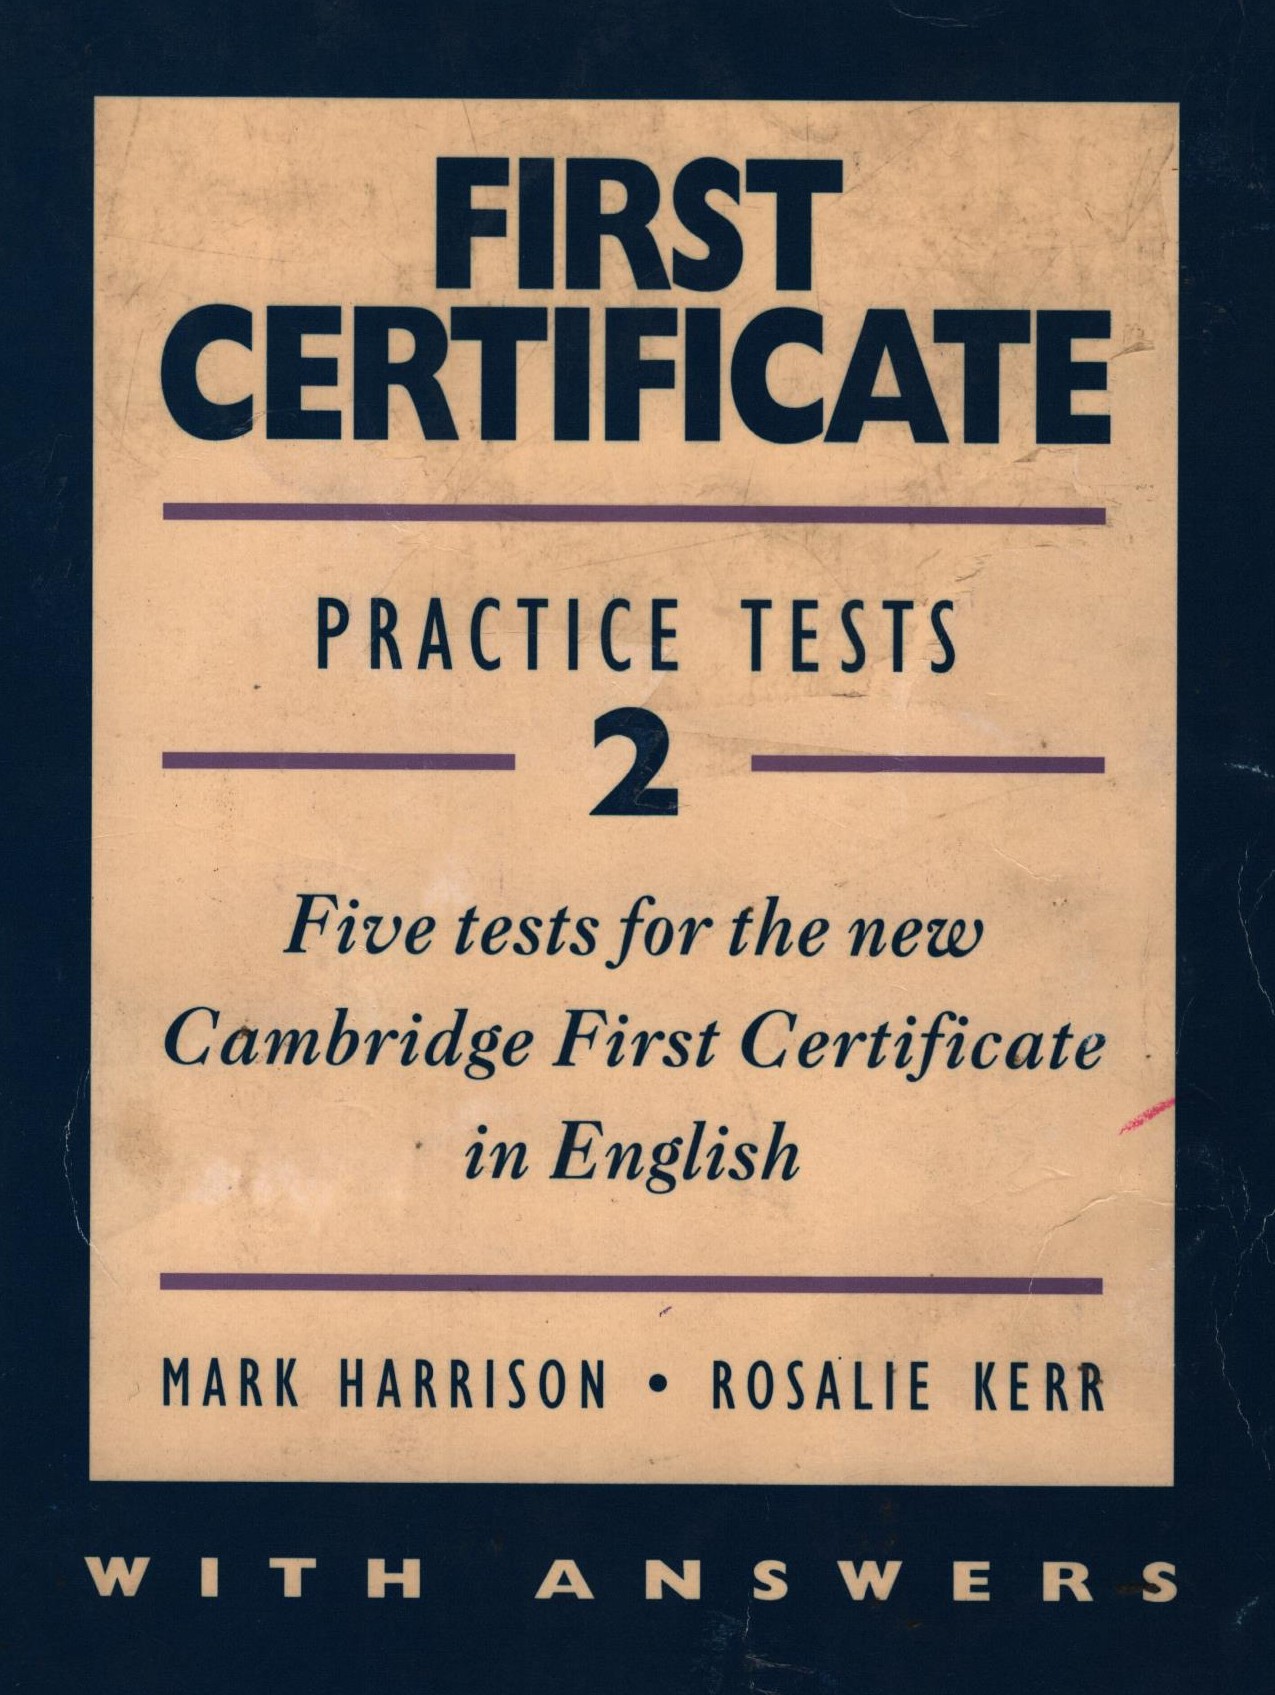 FIRST
CERTIFICATE
PRACTICE TESTS
2
Five tests for the new
Cambridge First Certificate
in English
MARK HARRISON • ROSALIE KERR
WITH ANSWERS